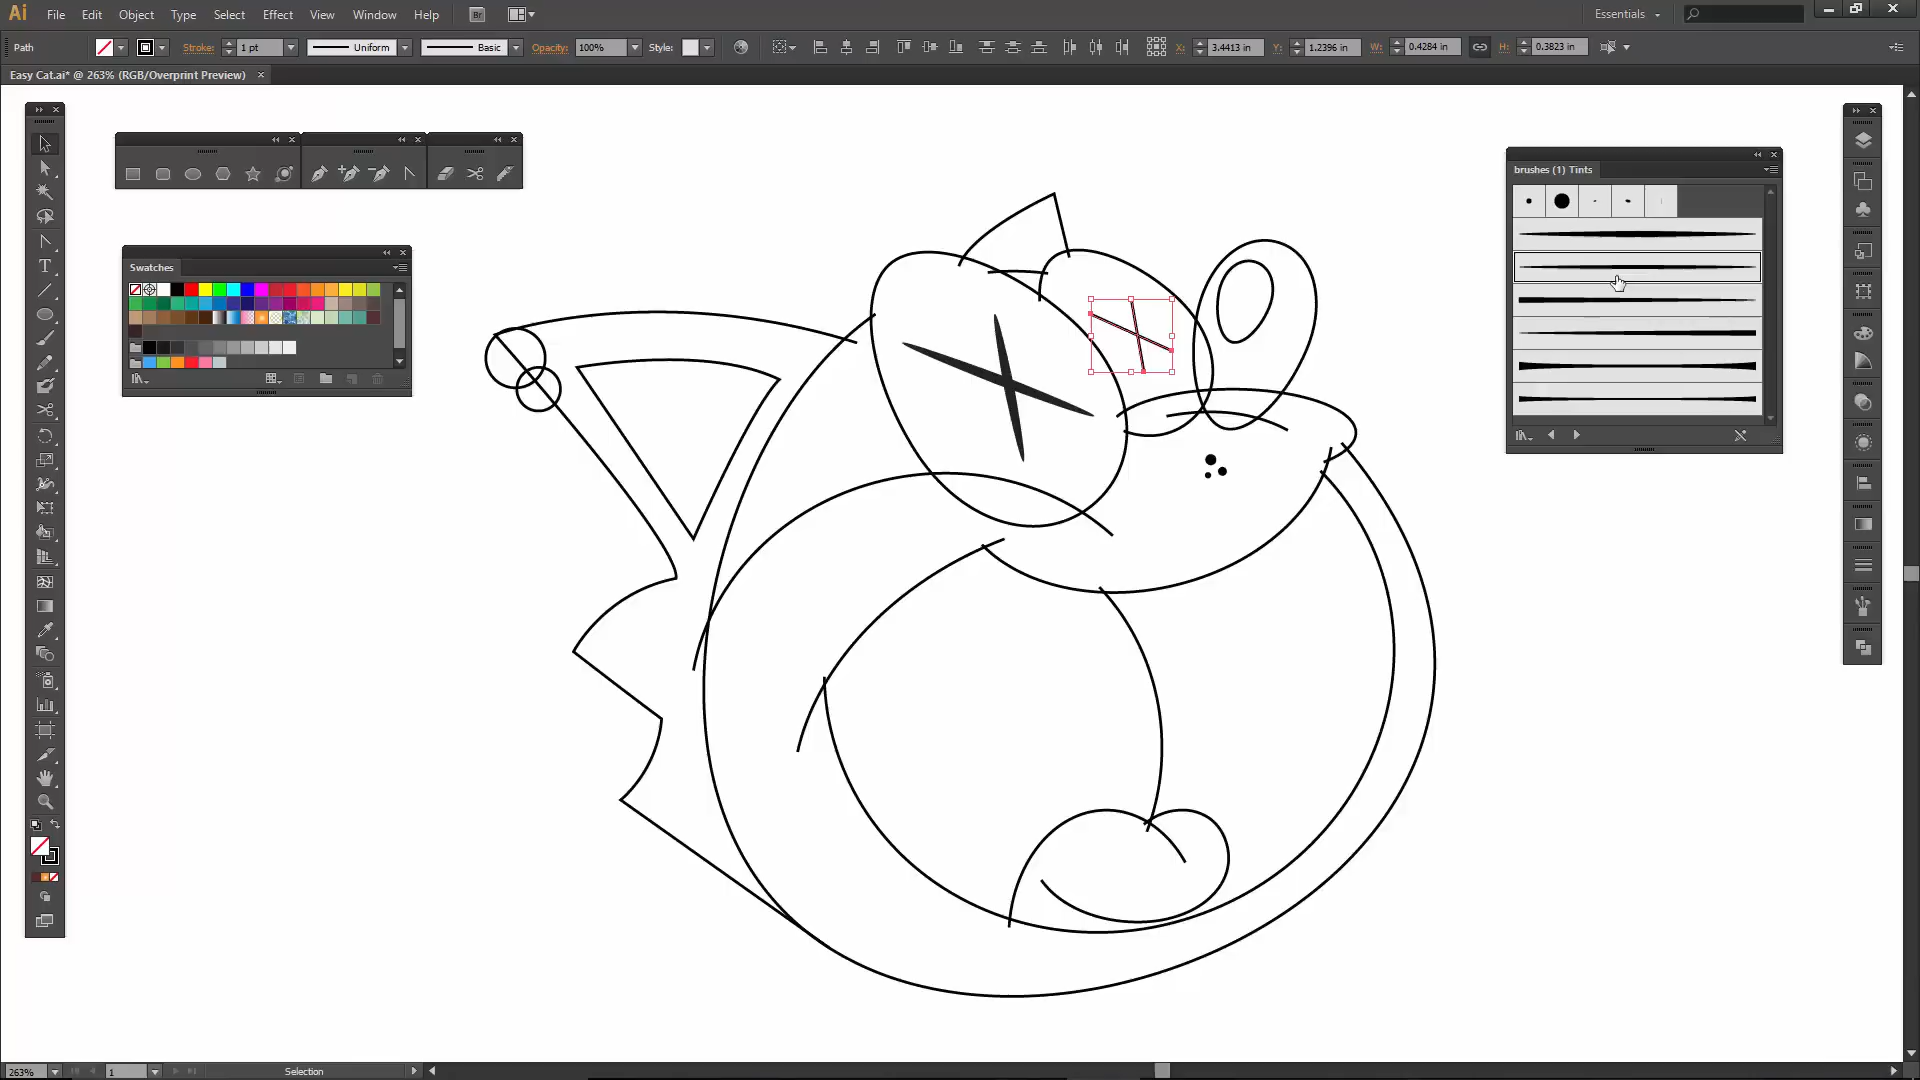 Ai File Edit Object Type Select Effect View Window Help Br Essentials
Path Stroke: 1 pt Uniform Basic Opacity: 100% Style: X: 3.4413 in Y: 1.2396 in W: 0.4284 in H: 0.3823 in
Easy Cat.ai* @ 263% (RGB/Overprint Preview)
brushes (1) Tints
Swatches
263% 1 Selection